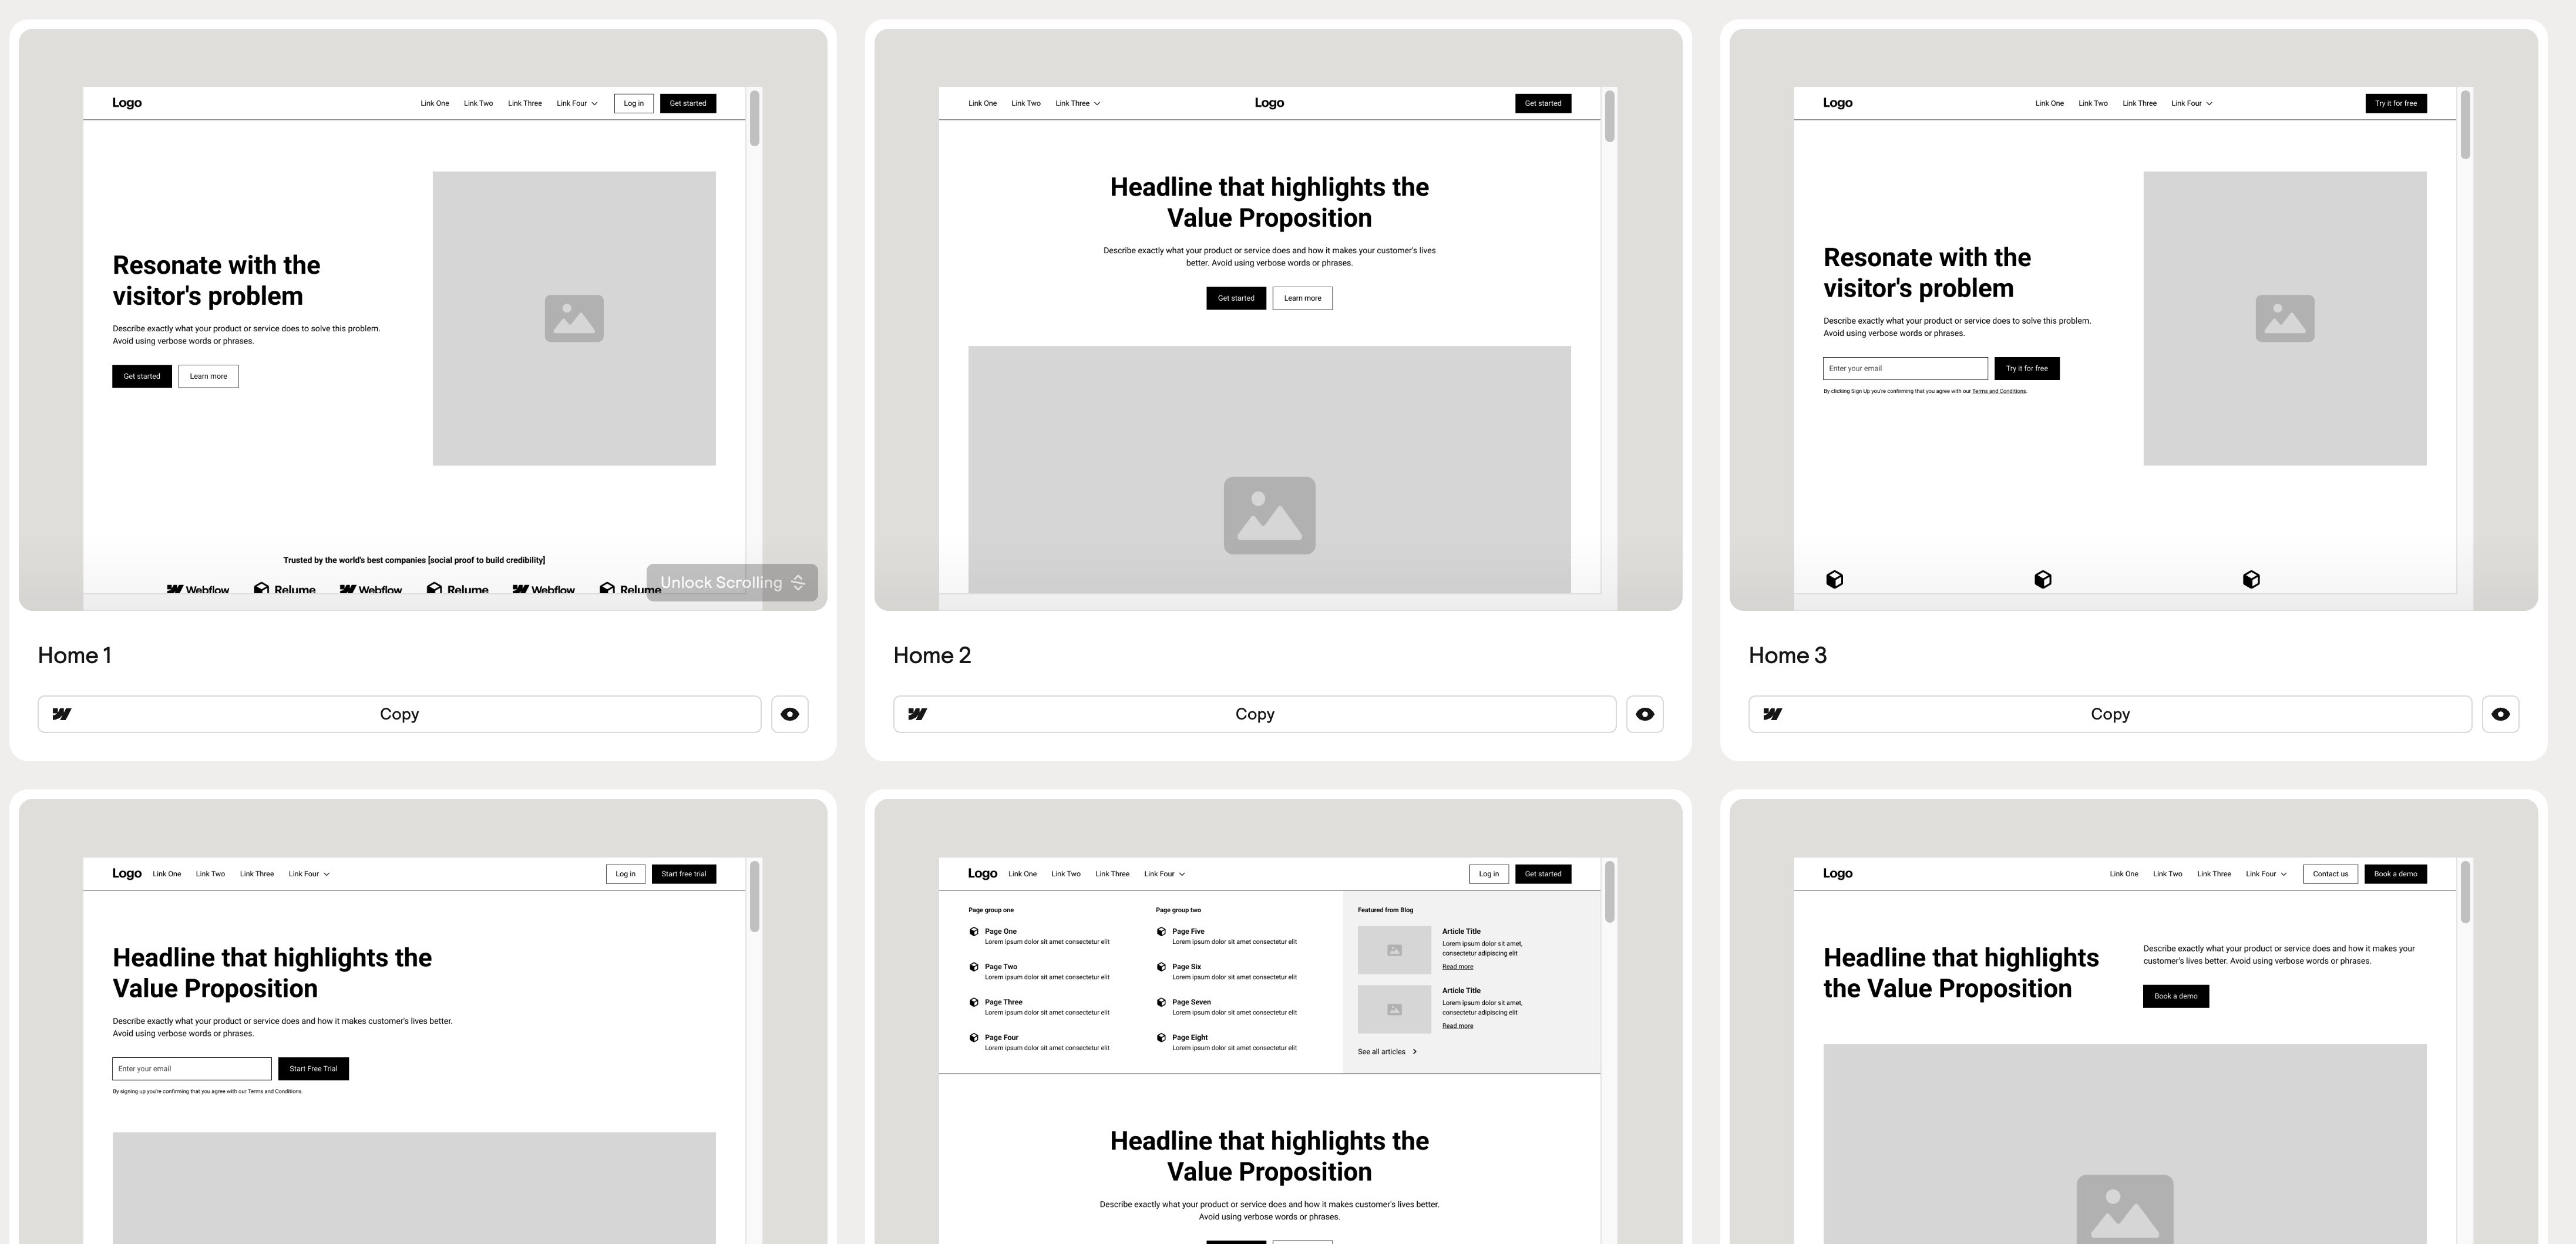 Logo
Link One Link Two Link Three Link Four Log in Get started
Resonate with the
visitor's problem
Describe exactly what your product or service does to solve this problem.
Avoid using verbose words or phrases.
Get started Learn more
Trusted by the world's best companies [social proof to build credibility]
Webflow Relume Webflow Relume Webflow Relume
Unlock Scrolling
Home 1
Copy
Link One Link Two Link Three Logo Get started
Headline that highlights the
Value Proposition
Describe exactly what your product or service does and how it makes your customer's lives
better. Avoid using verbose words or phrases.
Get started Learn more
Home 2
Copy
Logo Link One Link Two Link Three Link Four Try it for free
Resonate with the
visitor's problem
Describe exactly what your product or service does to solve this problem.
Avoid using verbose words or phrases.
Enter your email Try it for free
By clicking Sign Up you're confirming that you agree with our Terms and Conditions.
Home 3
Copy
Logo Link One Link Two Link Three Link Four Log in Start free trial
Headline that highlights the
Value Proposition
Describe exactly what your product or service does and how it makes customer's lives better.
Avoid using verbose words or phrases.
Enter your email Start Free Trial
By signing up you're confirming that you agree with our Terms and Conditions.
Logo Link One Link Two Link Three Link Four Log in Get started
Page group one
Page One
Lorem ipsum dolor sit amet consectetur elit
Page Two
Lorem ipsum dolor sit amet consectetur elit
Page Three
Lorem ipsum dolor sit amet consectetur elit
Page Four
Lorem ipsum dolor sit amet consectetur elit
Page group two
Page Five
Lorem ipsum dolor sit amet consectetur elit
Page Six
Lorem ipsum dolor sit amet consectetur elit
Page Seven
Lorem ipsum dolor sit amet consectetur elit
Page Eight
Lorem ipsum dolor sit amet consectetur elit
Featured from Blog
Article Title
Lorem ipsum dolor sit amet,
consectetur adipiscing elit
Read more
Article Title
Lorem ipsum dolor sit amet,
consectetur adipiscing elit
Read more
See all articles
Headline that highlights the
Value Proposition
Describe exactly what your product or service does and how it makes customer's lives better.
Avoid using verbose words or phrases.
Logo Link One Link Two Link Three Link Four Contact us Book a demo
Headline that highlights
the Value Proposition
Describe exactly what your product or service does and how it makes your
customer's lives better. Avoid using verbose words or phrases.
Book a demo